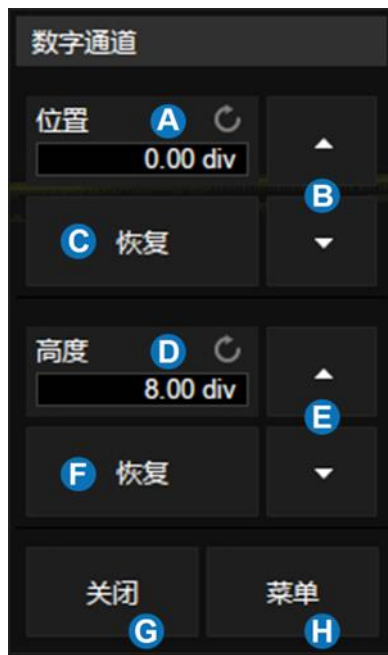 数字通道
位置 A
0.00 div
B
C 恢复
高度 D
8.00 div
E
F 恢复
关闭 菜单
G H